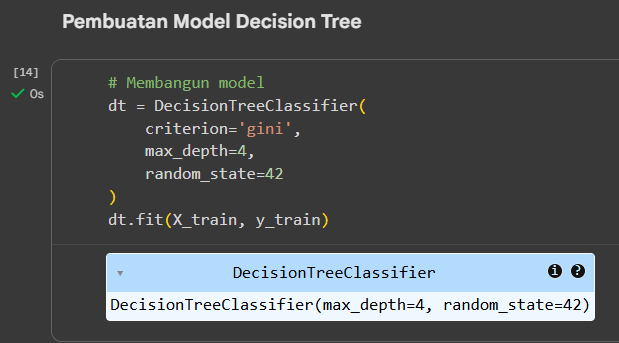 Pembuatan Model Decision Tree
[14]
0s
# Membangun model
dt = DecisionTreeClassifier(
    criterion='gini',
    max_depth=4,
    random_state=42
)
dt.fit(X_train, y_train)
DecisionTreeClassifier
DecisionTreeClassifier(max_depth=4, random_state=42)